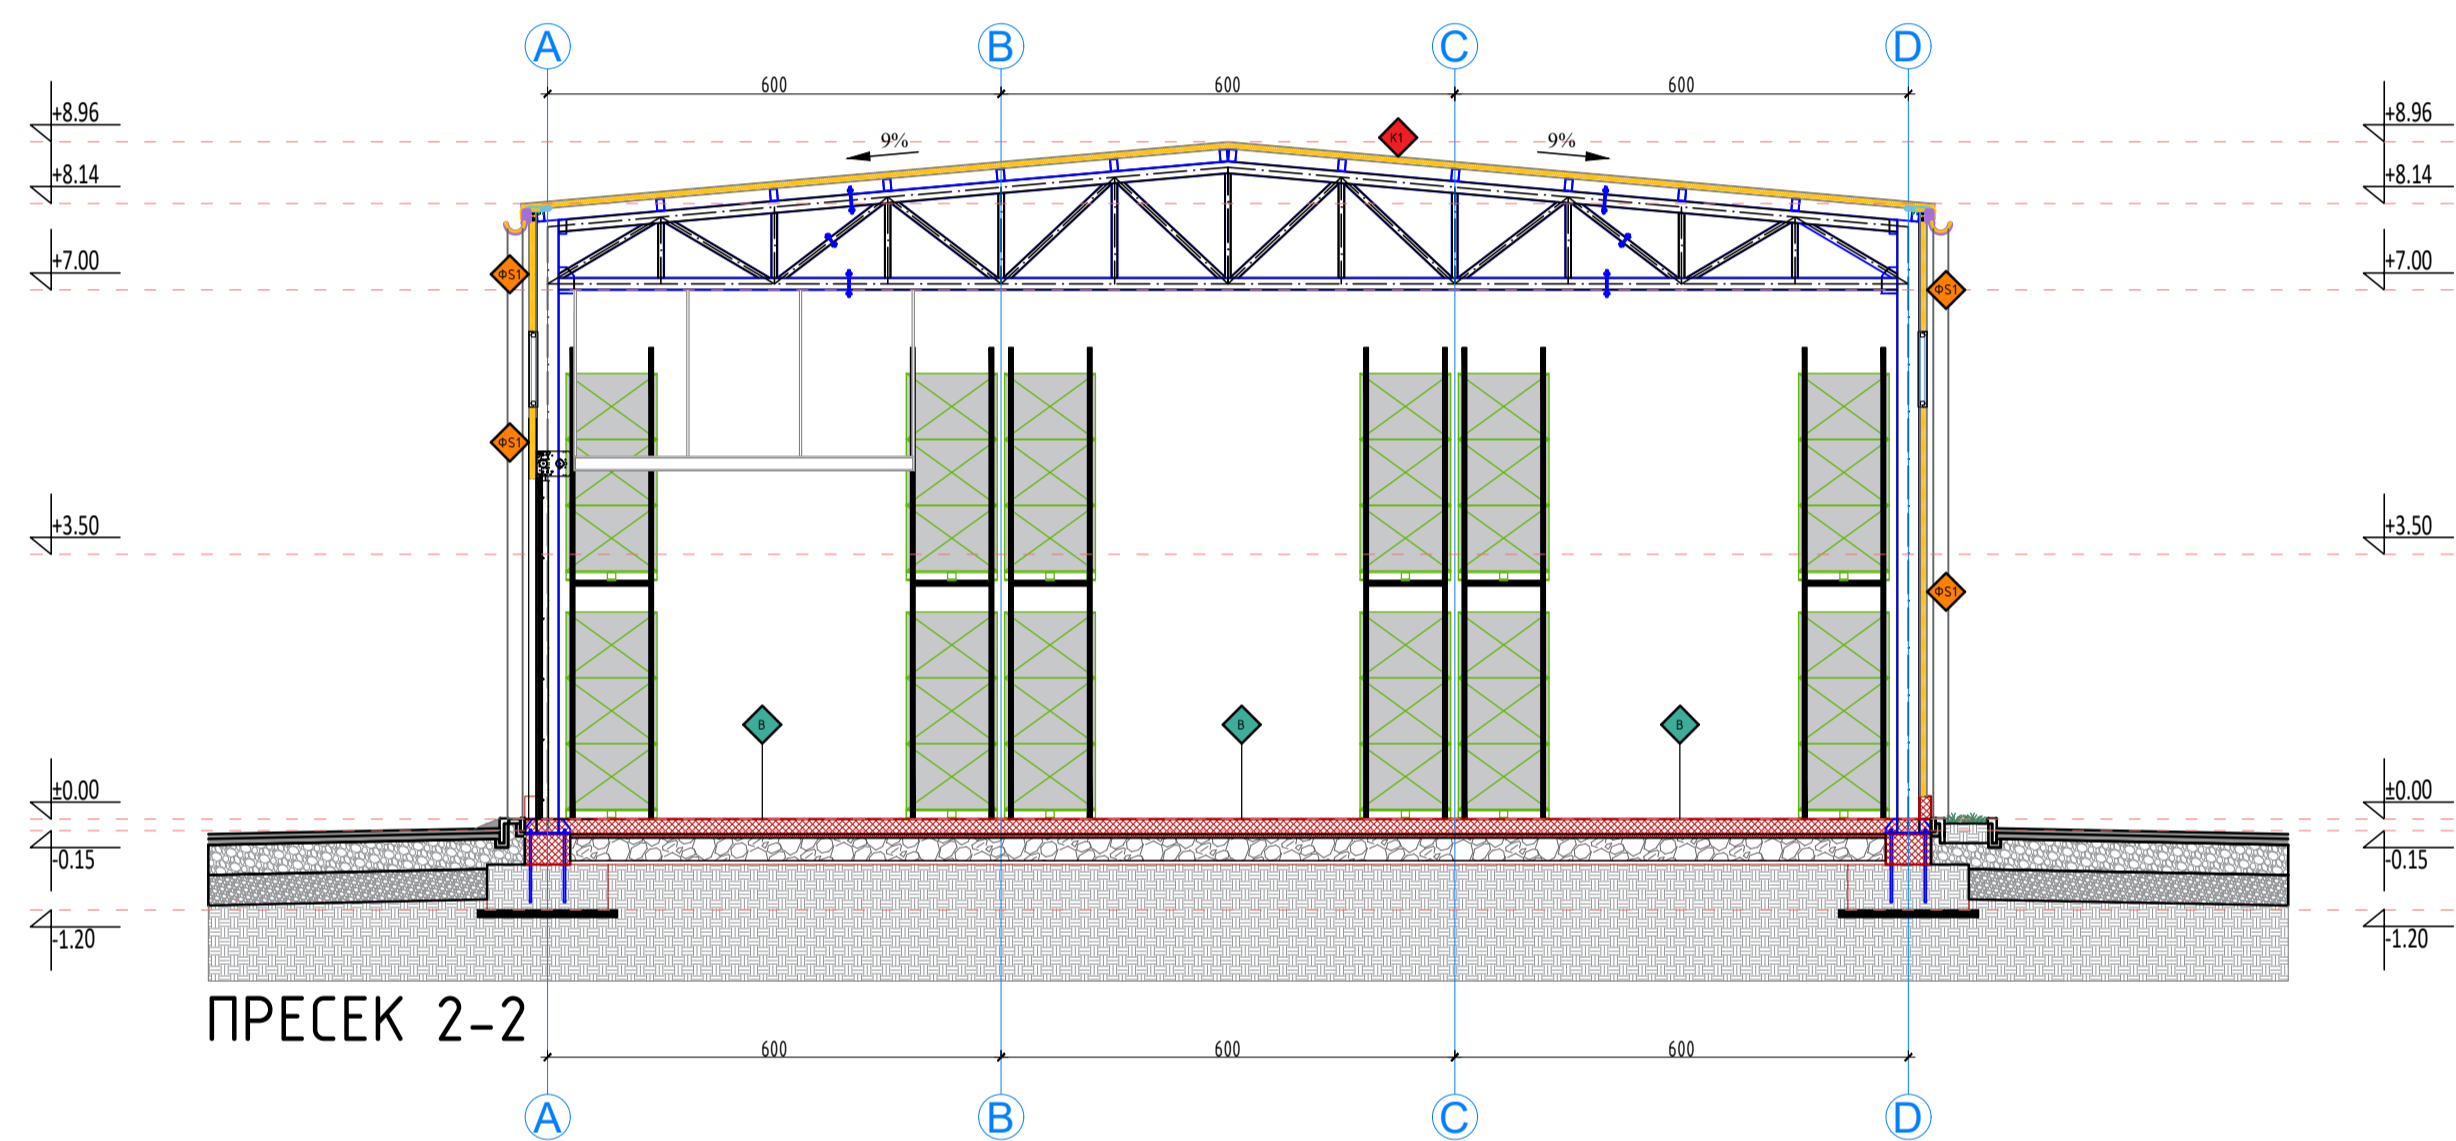 A B C D
600 600 600
+8.96 +8.96
9% K1 9%
+8.14 +8.14
+7.00 +7.00
ФS1 ФS1
ФS1
+3.50 +3.50
ФS1
B B B
±0.00 ±0.00
-0.15 -0.15
-1.20 -1.20
ПРЕСЕК 2-2
600 600 600
A B C D